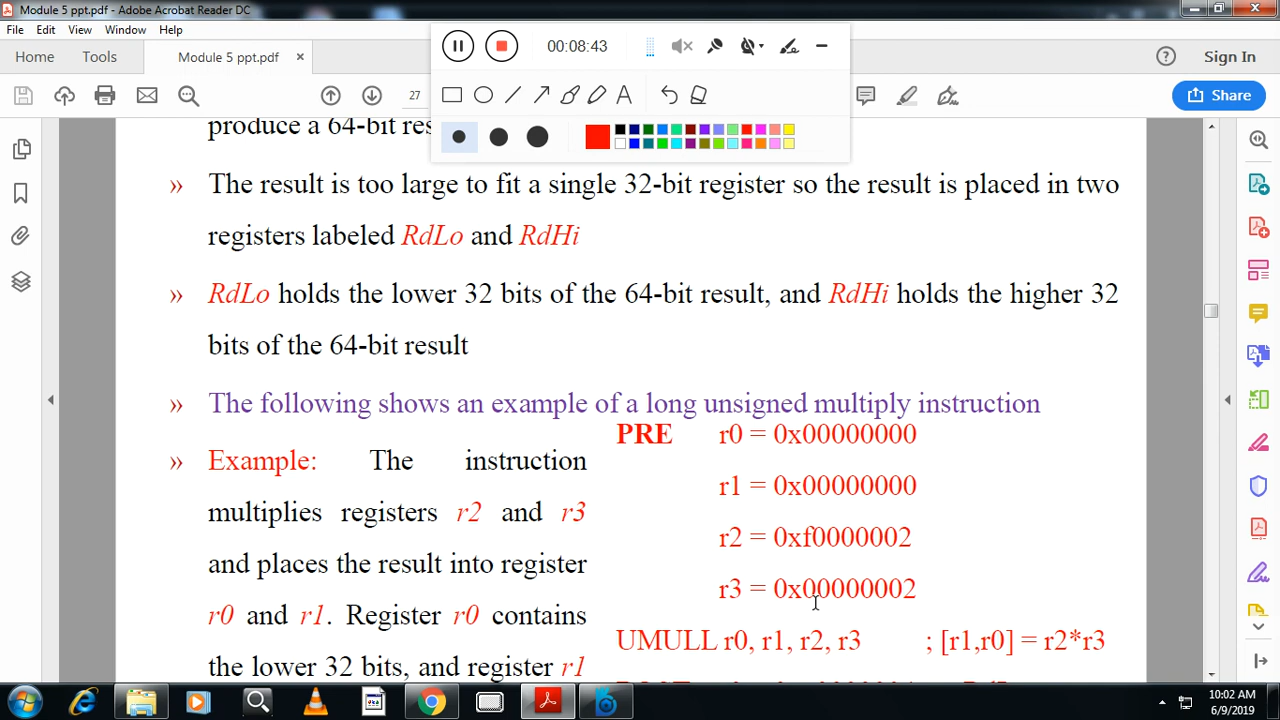 Module 5 ppt.pdf - Adobe Acrobat Reader DC
File Edit View Window Help
Home Tools Module 5 ppt.pdf × 00:08:43 Sign In
27 Share
produce a 64-bit res
» The result is too large to fit a single 32-bit register so the result is placed in two
registers labeled RdLo and RdHi
» RdLo holds the lower 32 bits of the 64-bit result, and RdHi holds the higher 32
bits of the 64-bit result
» The following shows an example of a long unsigned multiply instruction
» Example: The instruction
multiplies registers r2 and r3
and places the result into register
r0 and r1. Register r0 contains
the lower 32 bits, and register r1
PRE r0 = 0x00000000
r1 = 0x00000000
r2 = 0xf0000002
r3 = 0x00000002
UMULL r0, r1, r2, r3 ; [r1,r0] = r2*r3
10:02 AM
6/9/2019